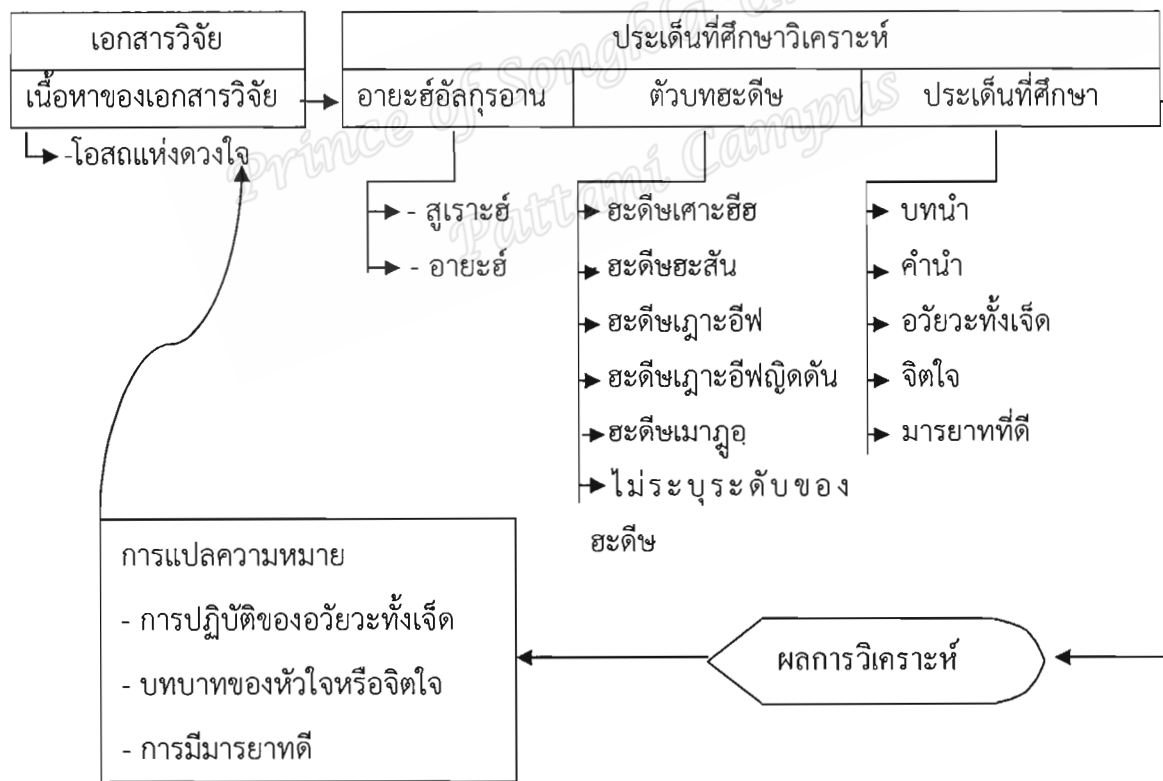 เอกสารวิจัย
ประเด็นที่ศึกษาวิเคราะห์
เนื้อหาของเอกสารวิจัย
อายะฮ์อัลกุรอาน
ตัวบทฮะดีษ
ประเด็นที่ศึกษา
-โอสถแห่งดวงใจ
- สูเราะฮ์
- อายะฮ์
ฮะดีษเศาะฮีฮ
ฮะดีษฮะสัน
ฮะดีษเฎาะอีฟ
ฮะดีษเฎาะอีฟญิดดัน
ฮะดีษเมาฎูอฺ
ไม่ระบุระดับของ
ฮะดีษ
บทนำ
คำนำ
อวัยวะทั้งเจ็ด
จิตใจ
มารยาทที่ดี
การแปลความหมาย
- การปฏิบัติของอวัยวะทั้งเจ็ด
- บทบาทของหัวใจหรือจิตใจ
- การมีมารยาทดี
ผลการวิเคราะห์
Prince of Songkla
Pattani Campus